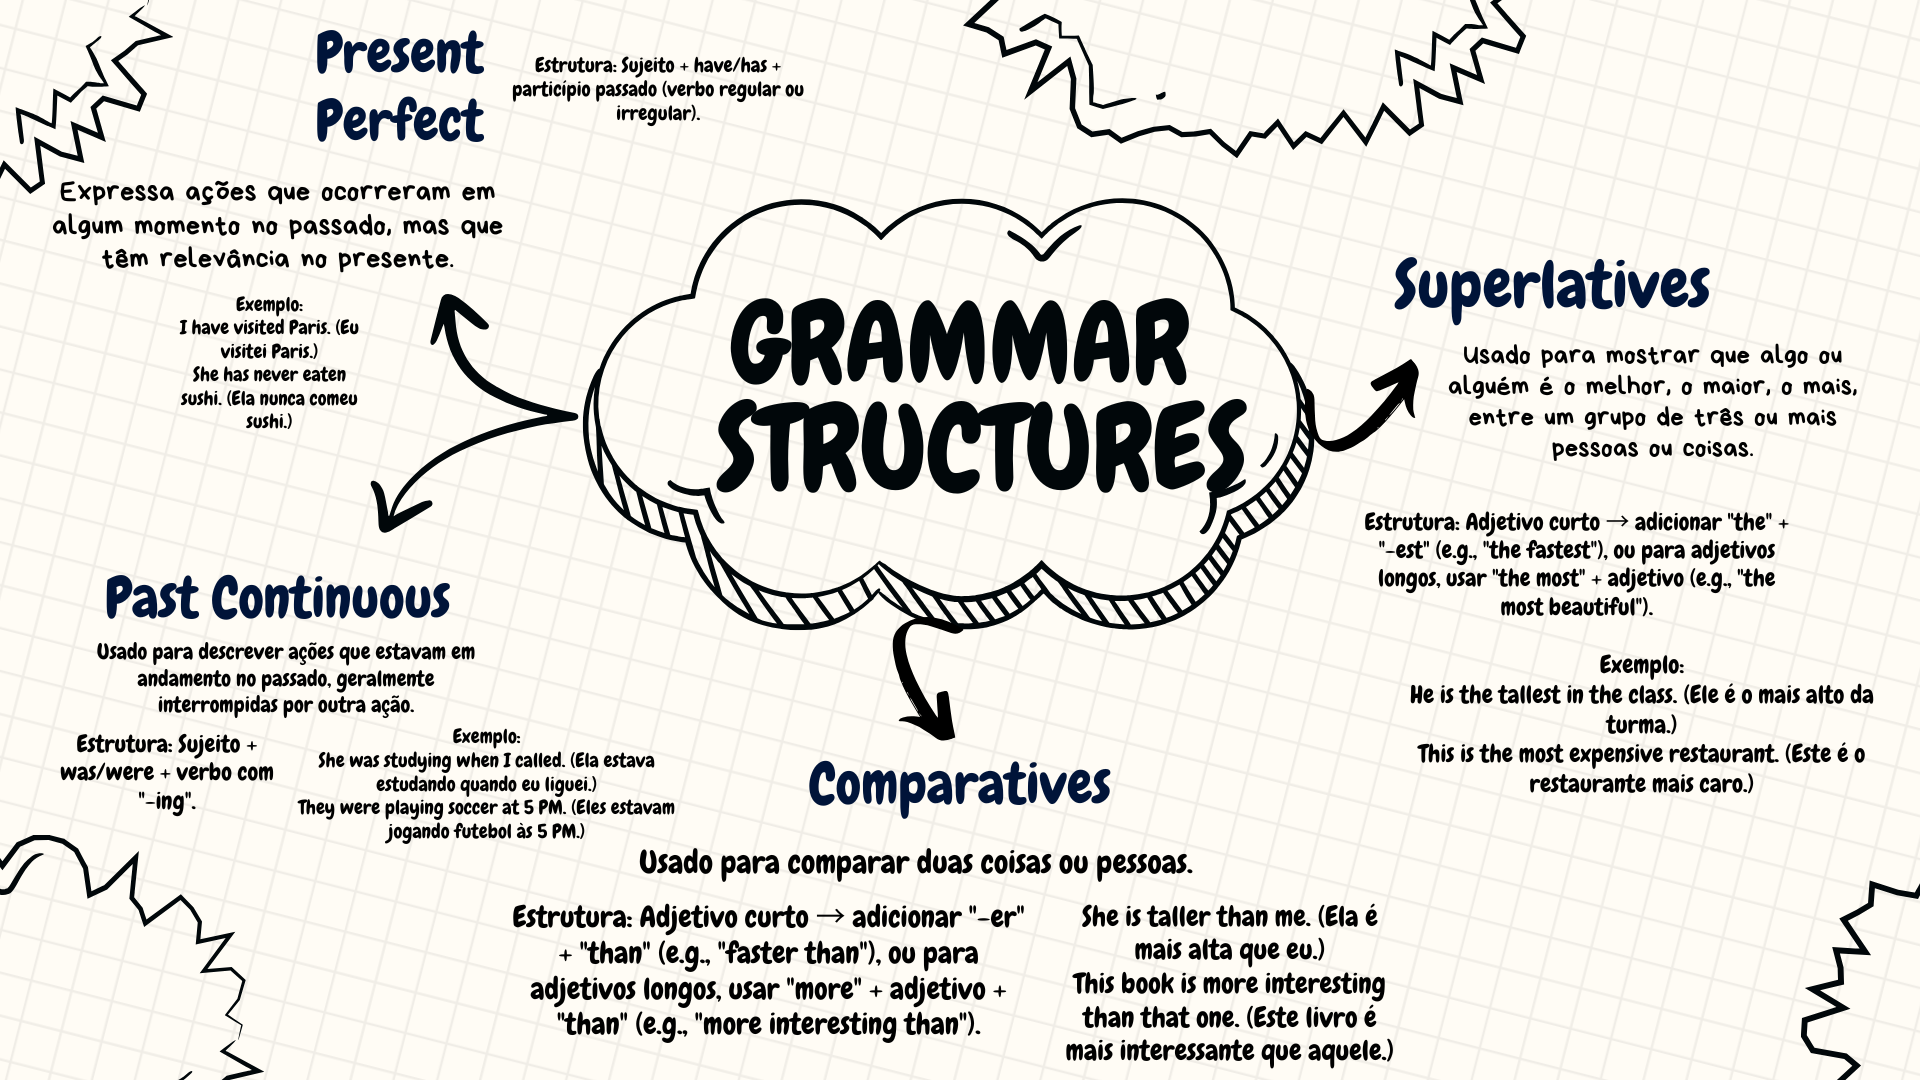 Present
Perfect
Estrutura: Sujeito + have/has +
particípio passado (verbo regular ou
irregular).
Expressa ações que ocorreram em
algum momento no passado, mas que
têm relevância no presente.
Exemplo:
I have visited Paris. (Eu
visitei Paris.)
She has never eaten
sushi. (Ela nunca comeu
sushi.)
GRAMMAR
STRUCTURES
Superlatives
Usado para mostrar que algo ou
alguém é o melhor, o maior, o mais,
entre um grupo de três ou mais
pessoas ou coisas.
Estrutura: Adjetivo curto → adicionar "the" +
"-est" (e.g., "the fastest"), ou para adjetivos
longos, usar "the most" + adjetivo (e.g., "the
most beautiful").
Exemplo:
He is the tallest in the class. (Ele é o mais alto da
turma.)
This is the most expensive restaurant. (Este é o
restaurante mais caro.)
Past Continuous
Usado para descrever ações que estavam em
andamento no passado, geralmente
interrompidas por outra ação.
Estrutura: Sujeito +
was/were + verbo com
"-ing".
Exemplo:
She was studying when I called. (Ela estava
estudando quando eu liguei.)
They were playing soccer at 5 PM. (Eles estavam
jogando futebol às 5 PM.)
Comparatives
Usado para comparar duas coisas ou pessoas.
Estrutura: Adjetivo curto → adicionar "-er"
+ "than" (e.g., "faster than"), ou para
adjetivos longos, usar "more" + adjetivo +
"than" (e.g., "more interesting than").
She is taller than me. (Ela é
mais alta que eu.)
This book is more interesting
than that one. (Este livro é
mais interessante que aquele.)